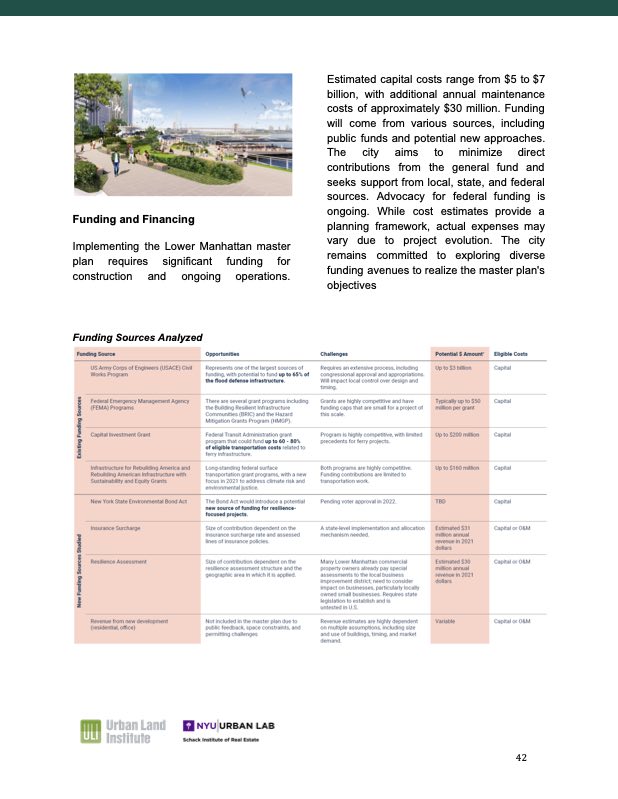 Estimated capital costs range from $5 to $7
billion, with additional annual maintenance
costs of approximately $30 million. Funding
will come from various sources, including
public funds and potential new approaches.
The city aims to minimize direct
contributions from the general fund and
seeks support from local, state, and federal
sources. Advocacy for federal funding is
ongoing. While cost estimates provide a
planning framework, actual expenses may
vary due to project evolution. The city
remains committed to exploring diverse
funding avenues to realize the master plan's
objectives
Funding and Financing
Implementing the Lower Manhattan master
plan requires significant funding for
construction and ongoing operations.
Funding Sources Analyzed
Funding Source Opportunities Challenges Potential $ Amount¹ Eligible Costs
Existing Funding Sources
US Army Corps of Engineers (USACE) Civil
Works Program
Represents one of the largest sources of
funding, with potential to fund up to 65% of
the flood defense infrastructure.
Requires an extensive process, including
congressional approval and appropriations.
Will impact local control over design and
timing.
Up to $3 billion
Capital
Federal Emergency Management Agency
(FEMA) Programs
There are several grant programs including
the Building Resilient Infrastructure
Communities (BRIC) and the Hazard
Mitigation Grants Program (HMGP).
Grants are highly competitive and have
funding caps that are small for a project of
this scale.
Typically up to $50
million per grant
Capital
Capital Investment Grant
Federal Transit Administration grant
program that could fund up to 60 - 80%
of eligible transportation costs related to
ferry infrastructure.
Program is highly competitive, with limited
precedents for ferry projects.
Up to $200 million
Capital
Infrastructure for Rebuilding America and
Rebuilding American Infrastructure with
Sustainability and Equity Grants
Long-standing federal surface
transportation grant programs, with a new
focus in 2021 to address climate risk and
environmental justice.
Both programs are highly competitive.
Funding contributions are limited to
transportation work.
Up to $160 million
Capital
New Funding Sources Studied
New York State Environmental Bond Act
The Bond Act would introduce a potential
new source of funding for resilience-
focused projects.
Pending voter approval in 2022.
TBD
Capital
Insurance Surcharge
Size of contribution dependent on the
insurance surcharge rate and assessed
lines of insurance policies.
A state-level implementation and allocation
mechanism needed.
Estimated $31
million annual
revenue in 2021
dollars
Capital or O&M
Resilience Assessment
Size of contribution dependent on the
resilience assessment structure and the
geographic area in which it is applied.
Many Lower Manhattan commercial
property owners already pay special
assessments to the local business
improvement district; need to consider
impact on businesses, particularly locally
owned small businesses. Requires state
legislation to establish and is
untested in U.S.
Estimated $30
million annual
revenue in 2021
dollars
Capital or O&M
Revenue from new development
(residential, office)
Not included in the master plan due to
public feedback, space constraints, and
permitting challenges
Revenue estimates are highly dependent
on multiple assumptions, including size
and use of buildings, timing, and market
demand.
Variable
Capital or O&M
ULI Urban Land
Institute
NYU URBAN LAB
Schack Institute of Real Estate
42